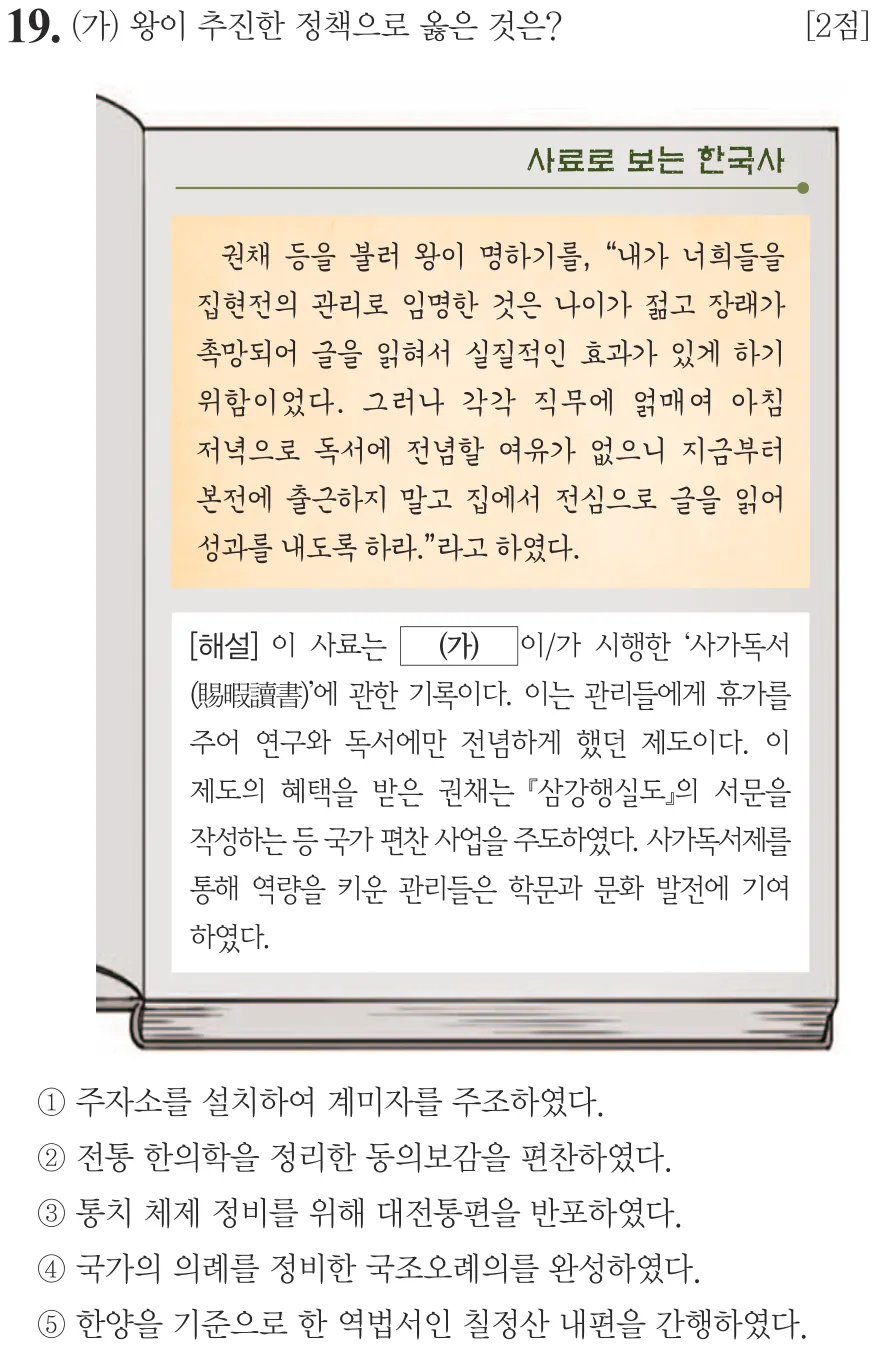 19. (가) 왕이 추진한 정책으로 옳은 것은? [2점]
사료로 보는 한국사
권채 등을 불러 왕이 명하기를, “내가 너희들을
집현전의 관리로 임명한 것은 나이가 젊고 장래가
촉망되어 글을 읽혀서 실질적인 효과가 있게 하기
위함이었다. 그러나 각각 직무에 얽매여 아침
저녁으로 독서에 전념할 여유가 없으니 지금부터
본전에 출근하지 말고 집에서 전심으로 글을 읽어
성과를 내도록 하라.”라고 하였다.
[해설] 이 사료는 (가) 이/가 시행한 ‘사가독서
(賜暇讀書)’에 관한 기록이다. 이는 관리들에게 휴가를
주어 연구와 독서에만 전념하게 했던 제도이다. 이
제도의 혜택을 받은 권채는 『삼강행실도』의 서문을
작성하는 등 국가 편찬 사업을 주도하였다. 사가독서제를
통해 역량을 키운 관리들은 학문과 문화 발전에 기여
하였다.
① 주자소를 설치하여 계미자를 주조하였다.
② 전통 한의학을 정리한 동의보감을 편찬하였다.
③ 통치 체제 정비를 위해 대전통편을 반포하였다.
④ 국가의 의례를 정비한 국조오례의를 완성하였다.
⑤ 한양을 기준으로 한 역법서인 칠정산 내편을 간행하였다.